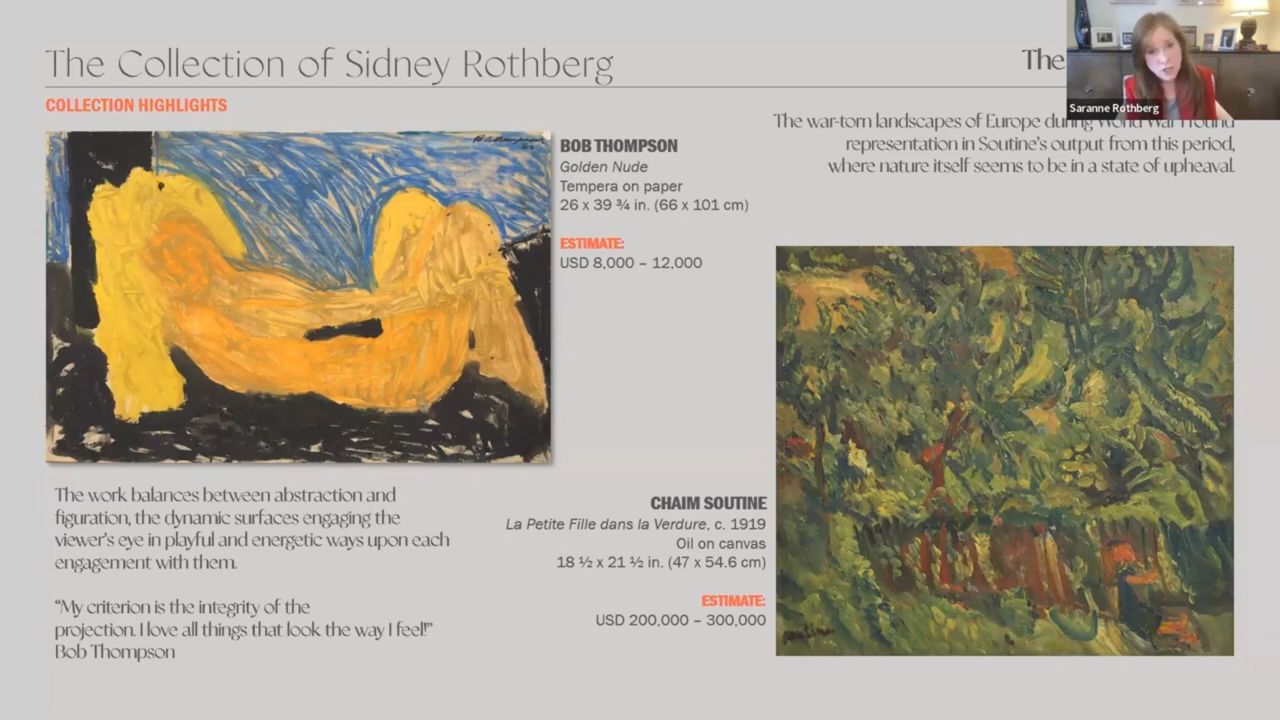 The Collection of Sidney Rothberg
The
COLLECTION HIGHLIGHTS
Saranne Rothberg
BOB THOMPSON
Golden Nude
Tempera on paper
26 x 39 ¾ in. (66 x 101 cm)
ESTIMATE:
USD 8,000 – 12,000
The work balances between abstraction and
figuration, the dynamic surfaces engaging the
viewer's eye in playful and energetic ways upon each
engagement with them.
“My criterion is the integrity of the
projection. I love all things that look the way I feel!”
Bob Thompson
The war-torn landscapes of Europe during World War I found
representation in Soutine's output from this period,
where nature itself seems to be in a state of upheaval.
CHAIM SOUTINE
La Petite Fille dans la Verdure, c. 1919
Oil on canvas
18 ½ x 21 ½ in. (47 x 54.6 cm)
ESTIMATE:
USD 200,000 – 300,000